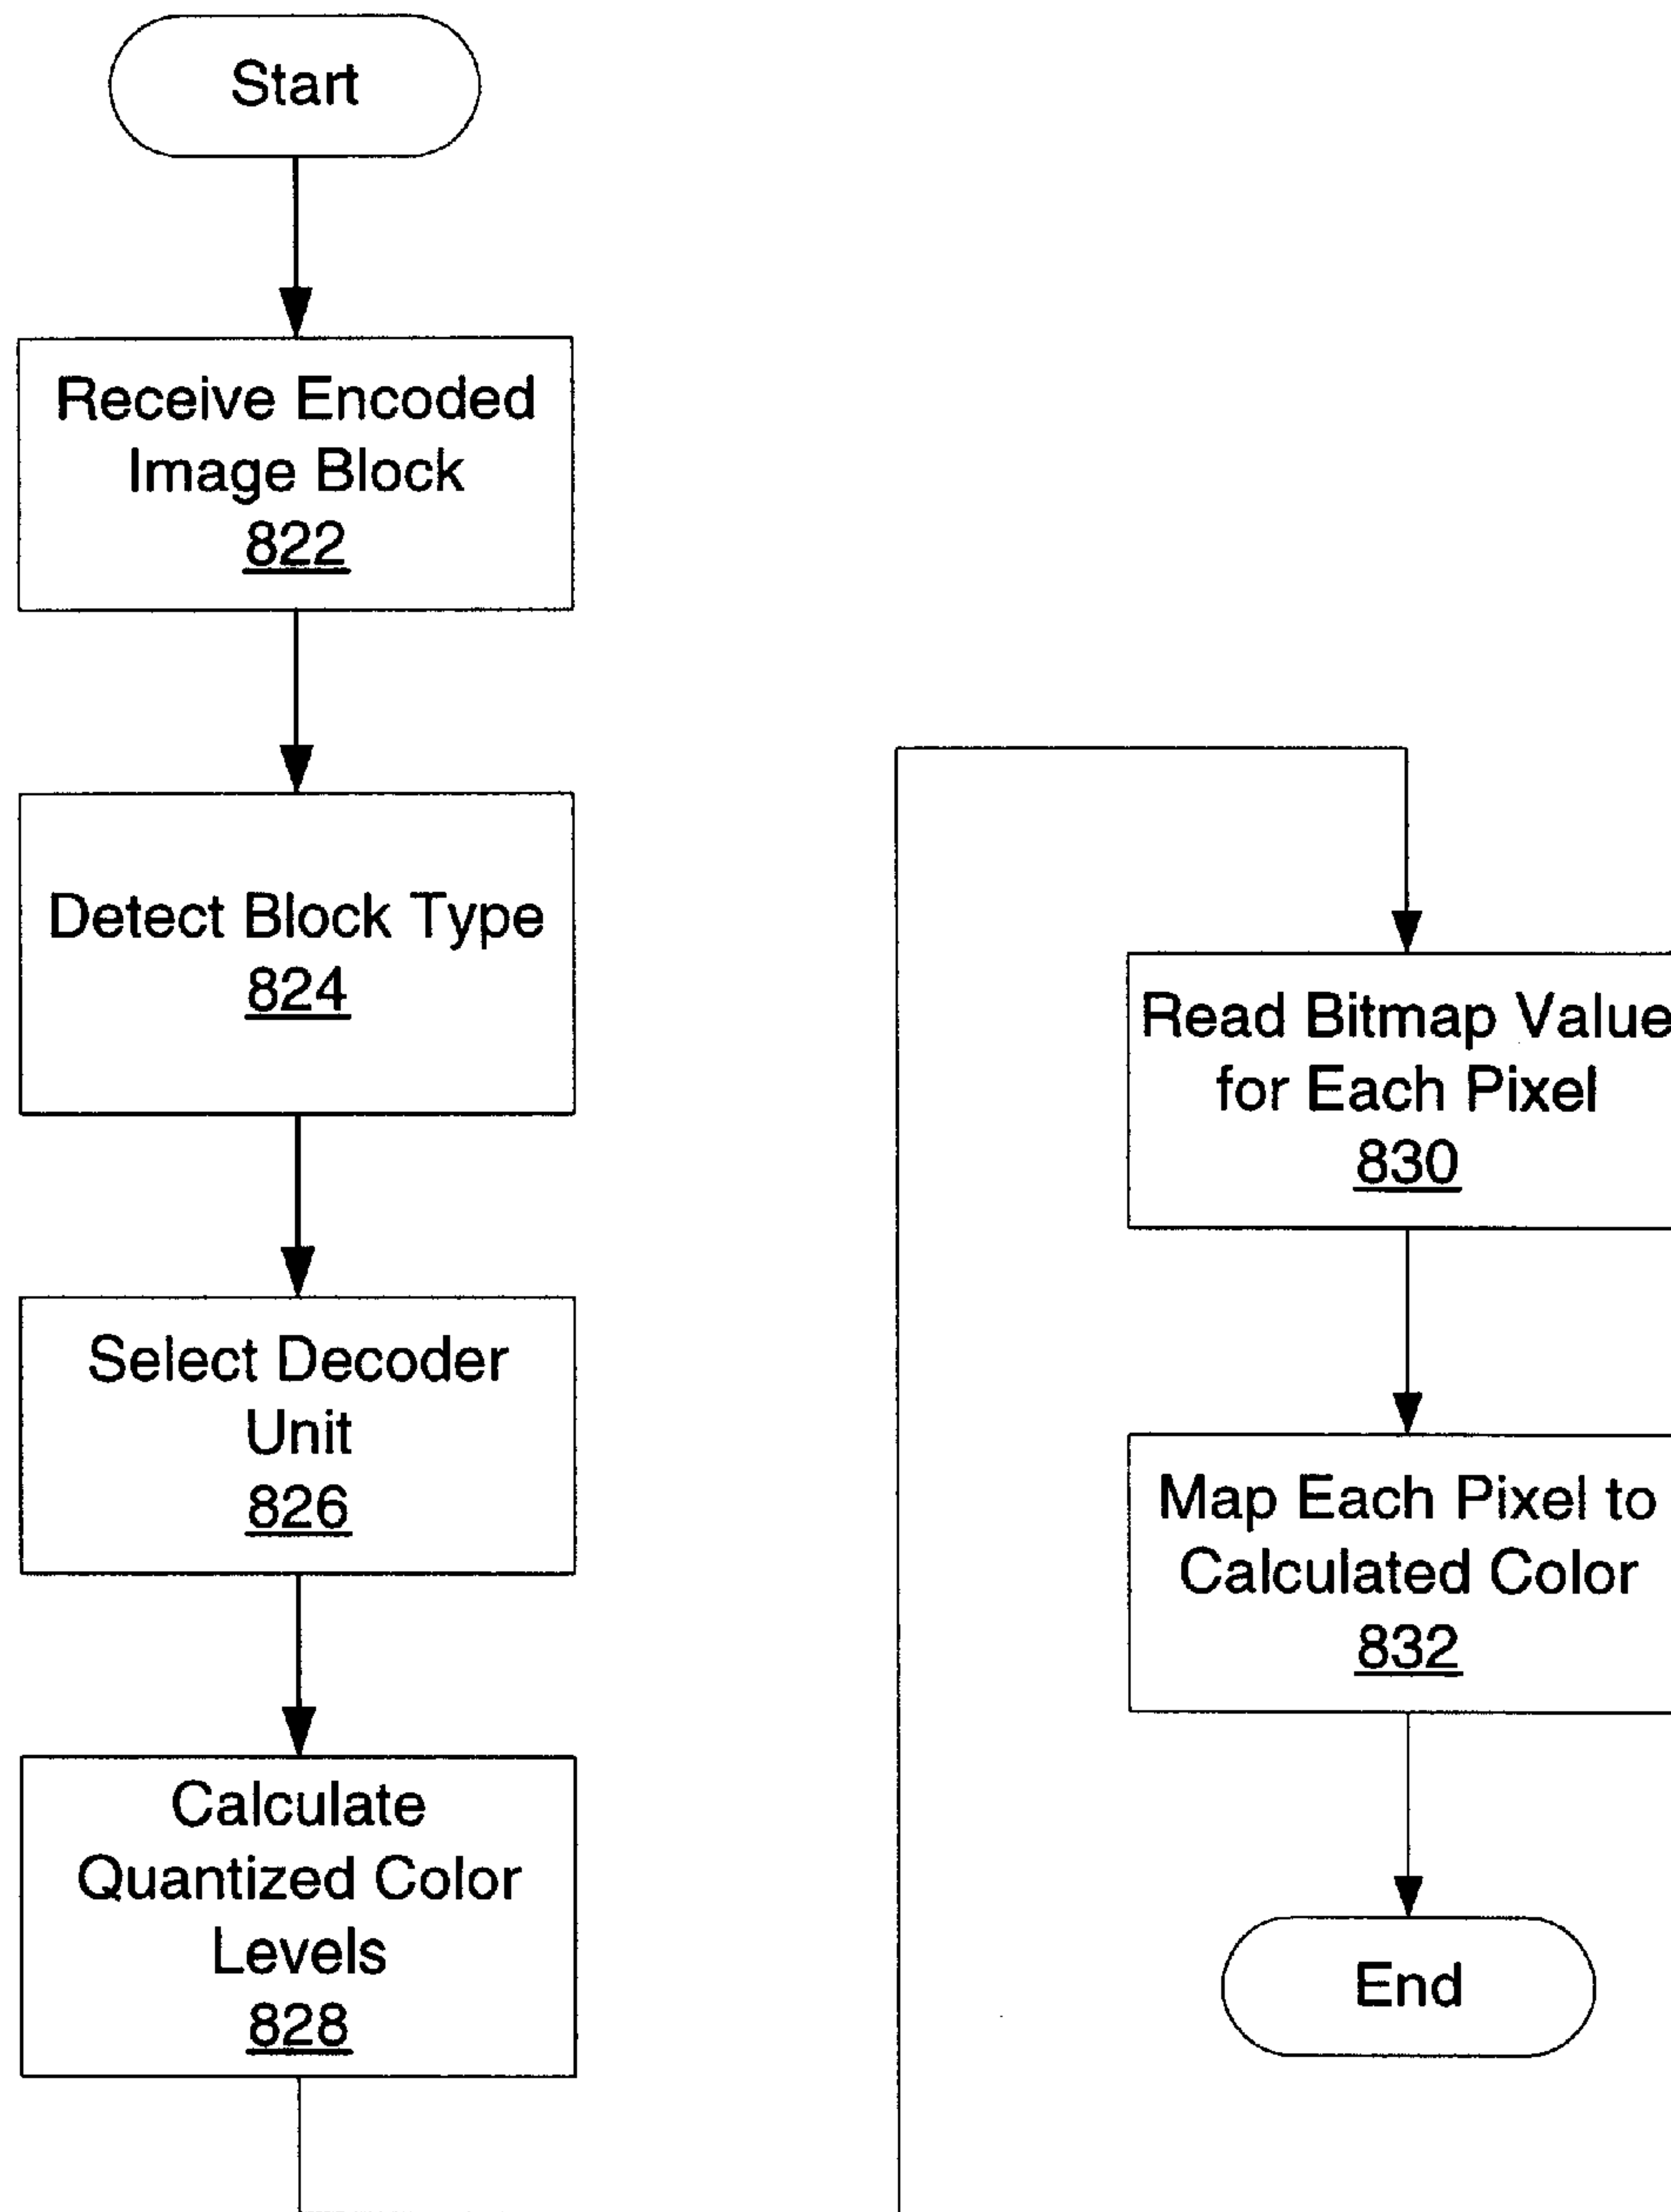 Start
Receive Encoded
Image Block
822
Detect Block Type
824
Select Decoder
Unit
826
Calculate
Quantized Color
Levels
828
Read Bitmap Value
for Each Pixel
830
Map Each Pixel to
Calculated Color
832
End